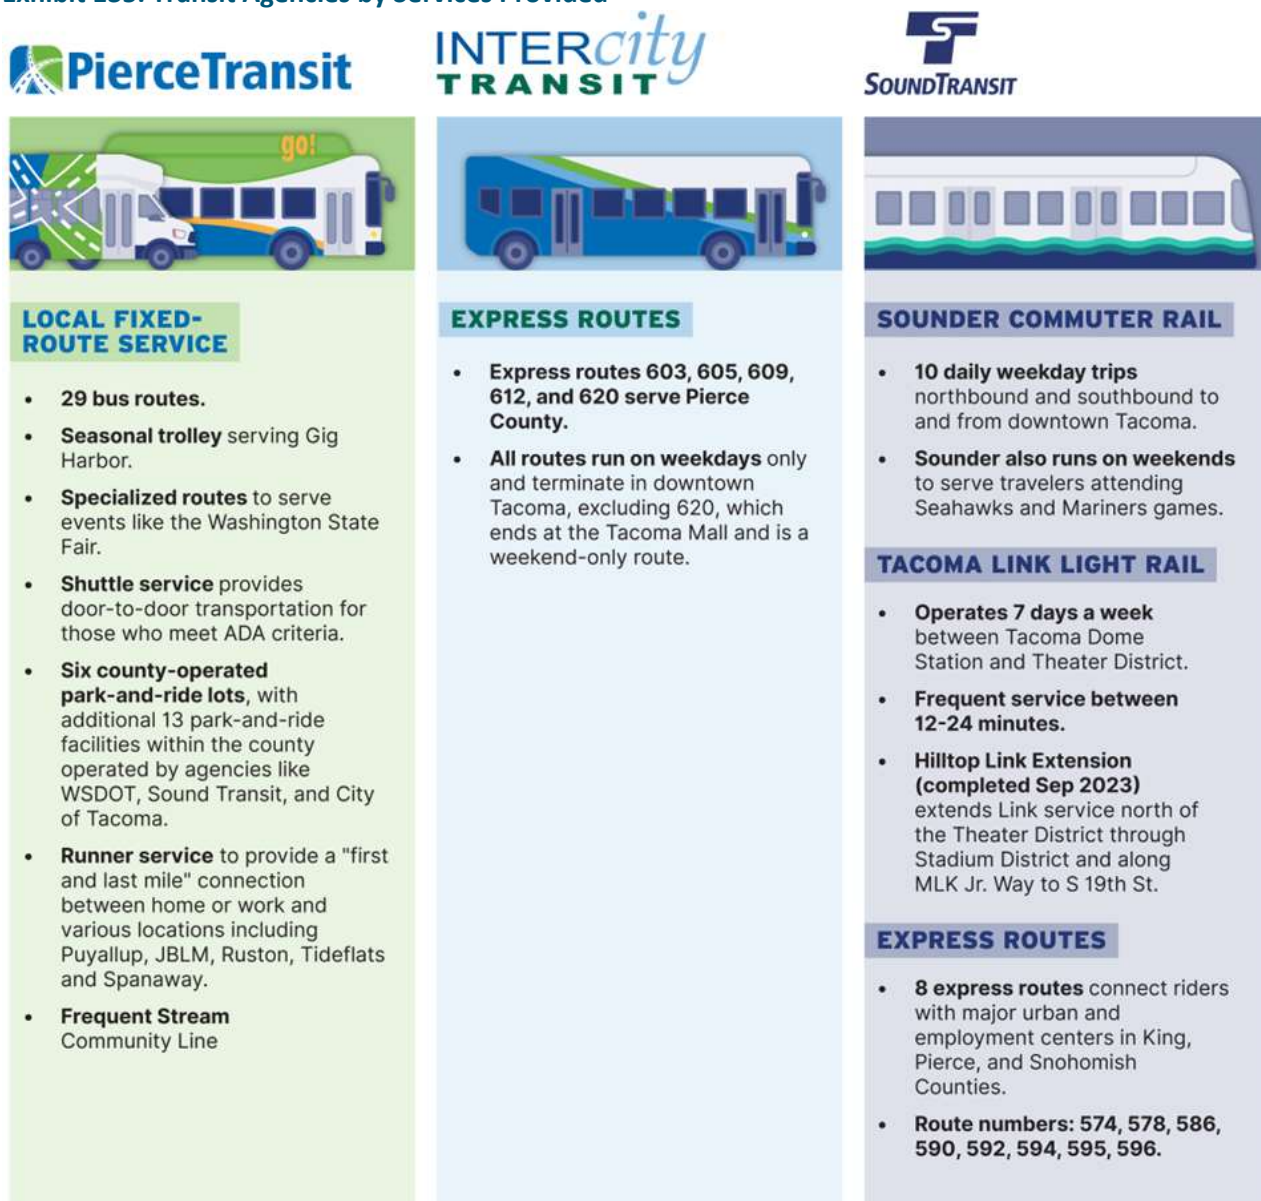 Exhibit 133. Transit Agencies by Services Provided
PierceTransit
INTERcity
TRANSIT
ST
SOUNDTRANSIT
go!
LOCAL FIXED-
ROUTE SERVICE
• 29 bus routes.
• Seasonal trolley serving Gig
Harbor.
• Specialized routes to serve
events like the Washington State
Fair.
• Shuttle service provides
door-to-door transportation for
those who meet ADA criteria.
• Six county-operated
park-and-ride lots, with
additional 13 park-and-ride
facilities within the county
operated by agencies like
WSDOT, Sound Transit, and City
of Tacoma.
• Runner service to provide a "first
and last mile" connection
between home or work and
various locations including
Puyallup, JBLM, Ruston, Tideflats
and Spanaway.
• Frequent Stream
Community Line
EXPRESS ROUTES
• Express routes 603, 605, 609,
612, and 620 serve Pierce
County.
• All routes run on weekdays only
and terminate in downtown
Tacoma, excluding 620, which
ends at the Tacoma Mall and is a
weekend-only route.
SOUNDER COMMUTER RAIL
• 10 daily weekday trips
northbound and southbound to
and from downtown Tacoma.
• Sounder also runs on weekends
to serve travelers attending
Seahawks and Mariners games.
TACOMA LINK LIGHT RAIL
• Operates 7 days a week
between Tacoma Dome
Station and Theater District.
• Frequent service between
12-24 minutes.
• Hilltop Link Extension
(completed Sep 2023)
extends Link service north of
the Theater District through
Stadium District and along
MLK Jr. Way to S 19th St.
EXPRESS ROUTES
• 8 express routes connect riders
with major urban and
employment centers in King,
Pierce, and Snohomish
Counties.
• Route numbers: 574, 578, 586,
590, 592, 594, 595, 596.